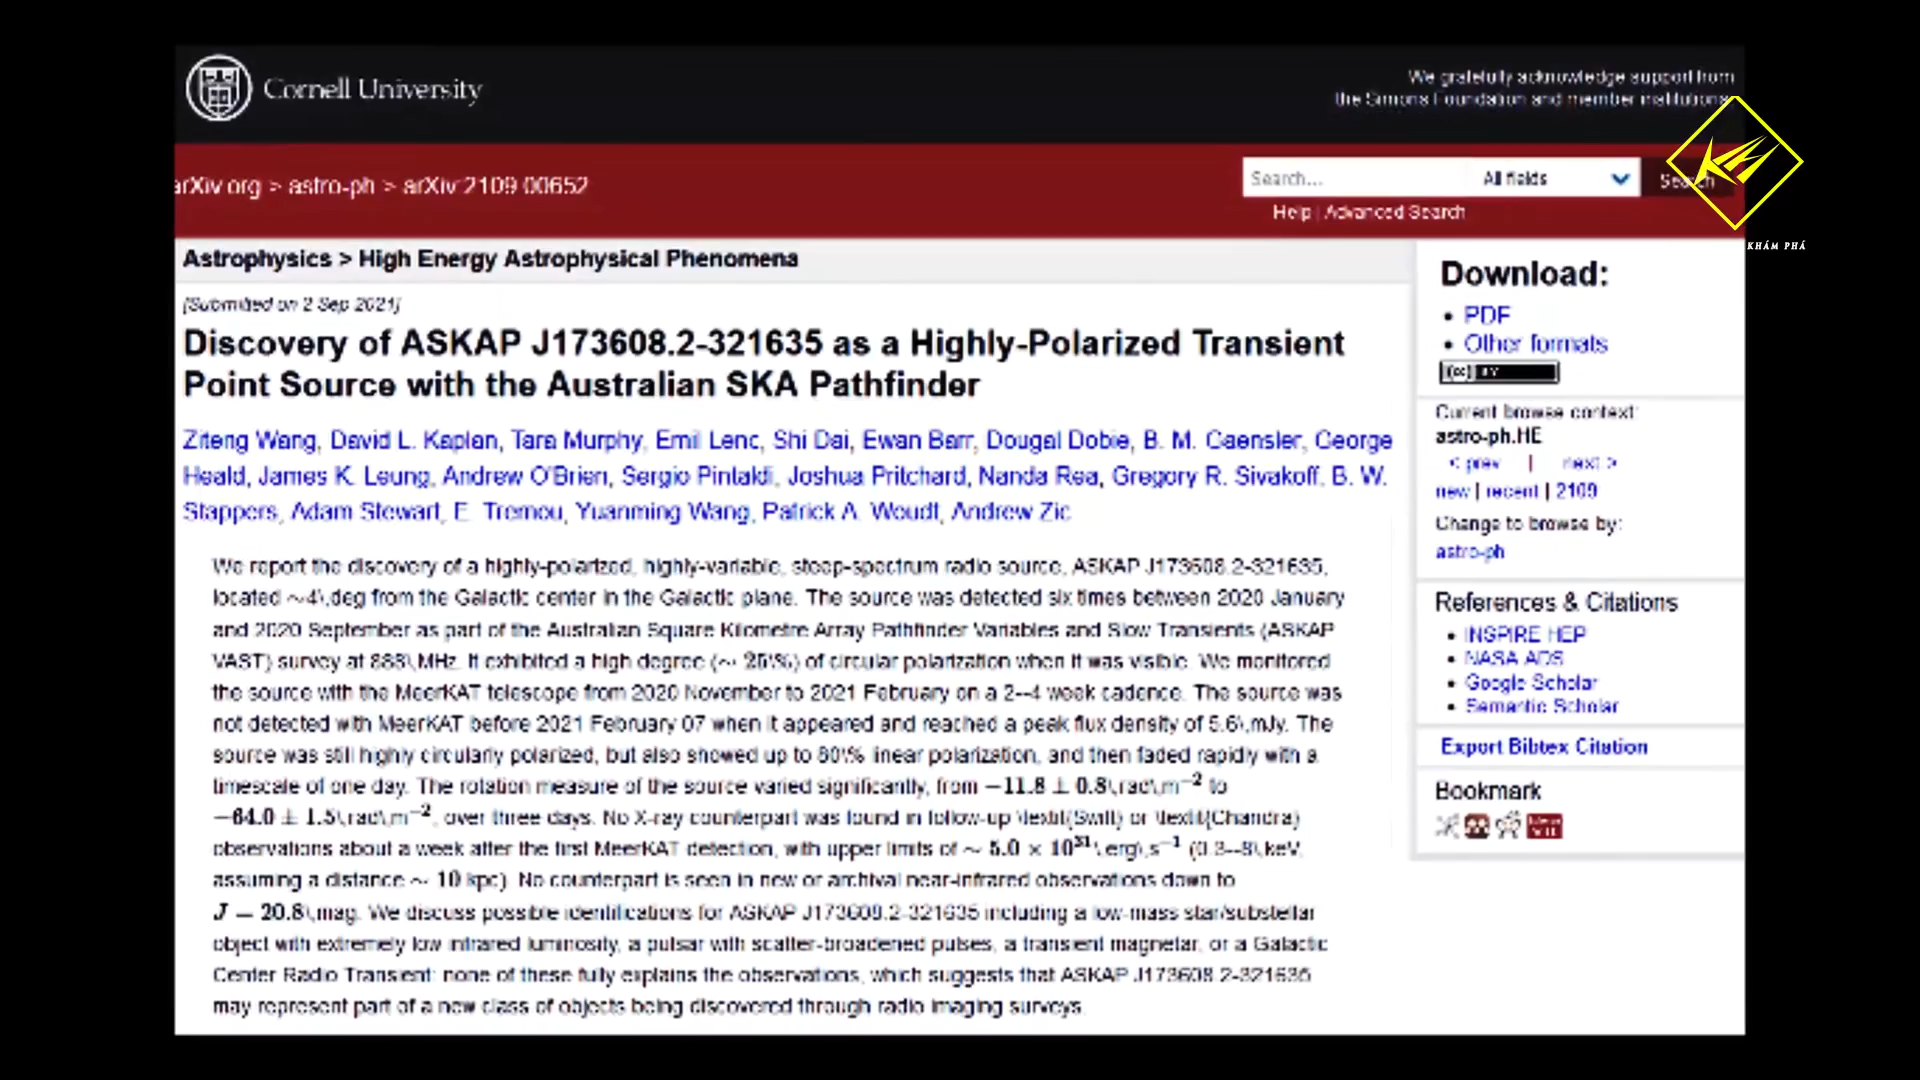 Cornell University
We gratefully acknowledge support from
the Simons Foundation and member institutions.
arXiv.org > astro-ph > arXiv:2109.00652
Search...
All fields
Search
Help | Advanced Search
KHÁM PHÁ
Astrophysics > High Energy Astrophysical Phenomena
[Submitted on 2 Sep 2021]
Discovery of ASKAP J173608.2-321635 as a Highly-Polarized Transient
Point Source with the Australian SKA Pathfinder
Ziteng Wang, David L. Kaplan, Tara Murphy, Emil Lenc, Shi Dai, Ewan Barr, Dougal Dobie, B. M. Gaensler, George
Heald, James K. Leung, Andrew O'Brien, Sergio Pintaldi, Joshua Pritchard, Nanda Rea, Gregory R. Sivakoff, B. W.
Stappers, Adam Stewart, E. Tremou, Yuanming Wang, Patrick A. Woudt, Andrew Zic
We report the discovery of a highly-polarized, highly-variable, steep-spectrum radio source, ASKAP J173608.2-321635,
located ~4\,deg from the Galactic center in the Galactic plane. The source was detected six times between 2020 January
and 2020 September as part of the Australian Square Kilometre Array Pathfinder Variables and Slow Transients (ASKAP
VAST) survey at 888\,MHz. It exhibited a high degree (~ 25\%) of circular polarization when it was visible. We monitored
the source with the MeerKAT telescope from 2020 November to 2021 February on a 2--4 week cadence. The source was
not detected with MeerKAT before 2021 February 07 when it appeared and reached a peak flux density of 5.6\,mJy. The
source was still highly circularly polarized, but also showed up to 80\% linear polarization, and then faded rapidly with a
timescale of one day. The rotation measure of the source varied significantly, from −11.8 ± 0.8\,rad\,m⁻² to
−64.0 ± 1.5\,rad\,m⁻², over three days. No X-ray counterpart was found in follow-up \textit{Swift} or \textit{Chandra}
observations about a week after the first MeerKAT detection, with upper limits of ~ 5.0 × 10³¹\,erg\,s⁻¹ (0.3--8\,keV,
assuming a distance ~ 10 kpc). No counterpart is seen in new or archival near-infrared observations down to
J = 20.8\,mag. We discuss possible identifications for ASKAP J173608.2-321635 including a low-mass star/substellar
object with extremely low infrared luminosity, a pulsar with scatter-broadened pulses, a transient magnetar, or a Galactic
Center Radio Transient: none of these fully explains the observations, which suggests that ASKAP J173608.2-321635
may represent part of a new class of objects being discovered through radio imaging surveys.
Download:
PDF
Other formats
(cc) BY
Current browse context:
astro-ph.HE
< prev | next >
new | recent | 2109
Change to browse by:
astro-ph
References & Citations
INSPIRE HEP
NASA ADS
Google Scholar
Semantic Scholar
Export Bibtex Citation
Bookmark